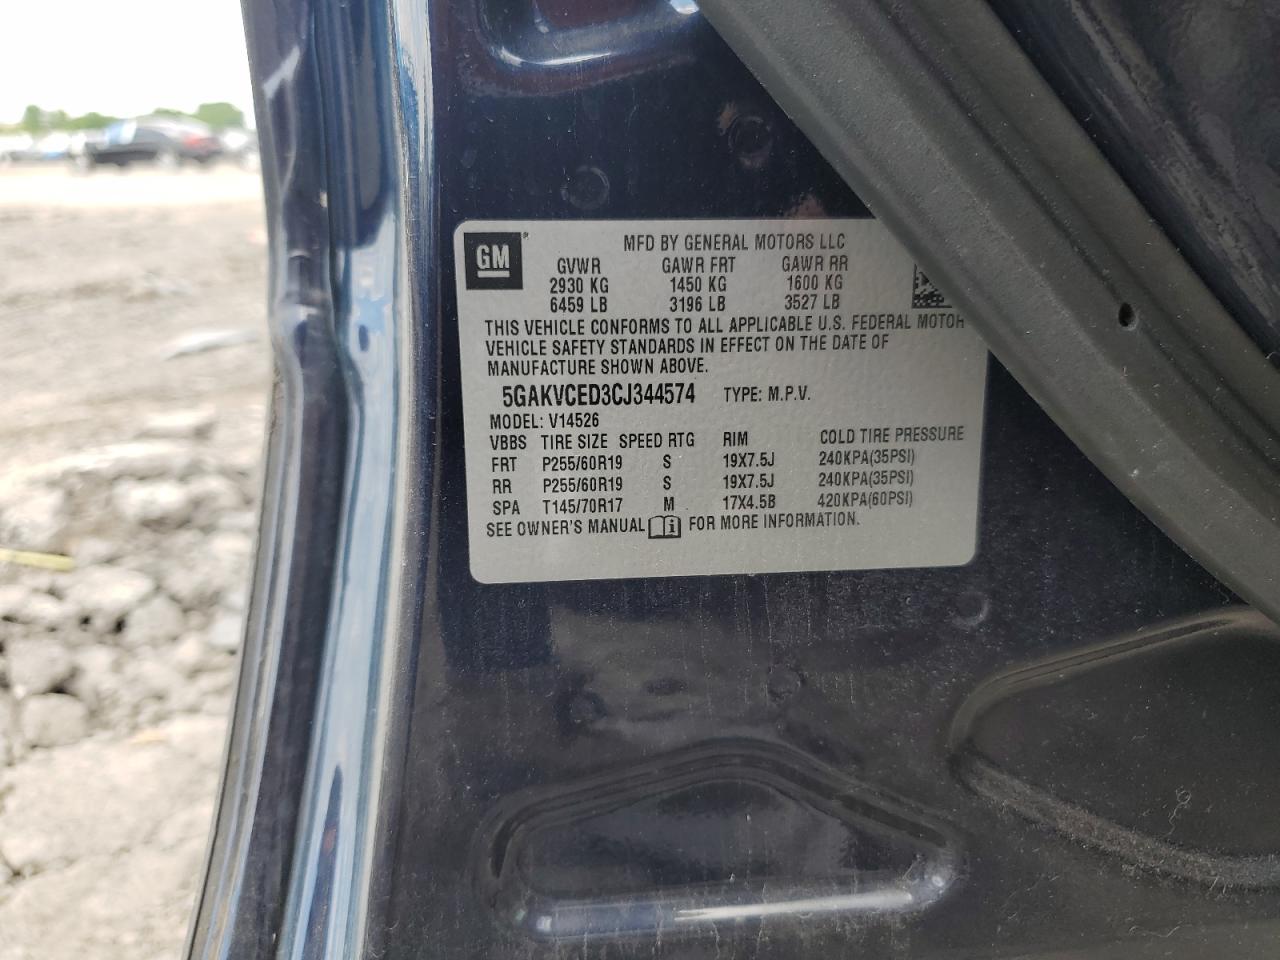 GM
MFD BY GENERAL MOTORS LLC
GVWR GAWR FRT GAWR RR
2930 KG 1450 KG 1600 KG
6459 LB 3196 LB 3527 LB
THIS VEHICLE CONFORMS TO ALL APPLICABLE U.S. FEDERAL MOTOR
VEHICLE SAFETY STANDARDS IN EFFECT ON THE DATE OF
MANUFACTURE SHOWN ABOVE.
5GAKVCED3CJ344574 TYPE: M.P.V.
MODEL: V14526
VBBS TIRE SIZE SPEED RTG RIM COLD TIRE PRESSURE
FRT P255/60R19 S 19X7.5J 240KPA(35PSI)
RR P255/60R19 S 19X7.5J 240KPA(35PSI)
SPA T145/70R17 M 17X4.5B 420KPA(60PSI)
SEE OWNER'S MANUAL FOR MORE INFORMATION.